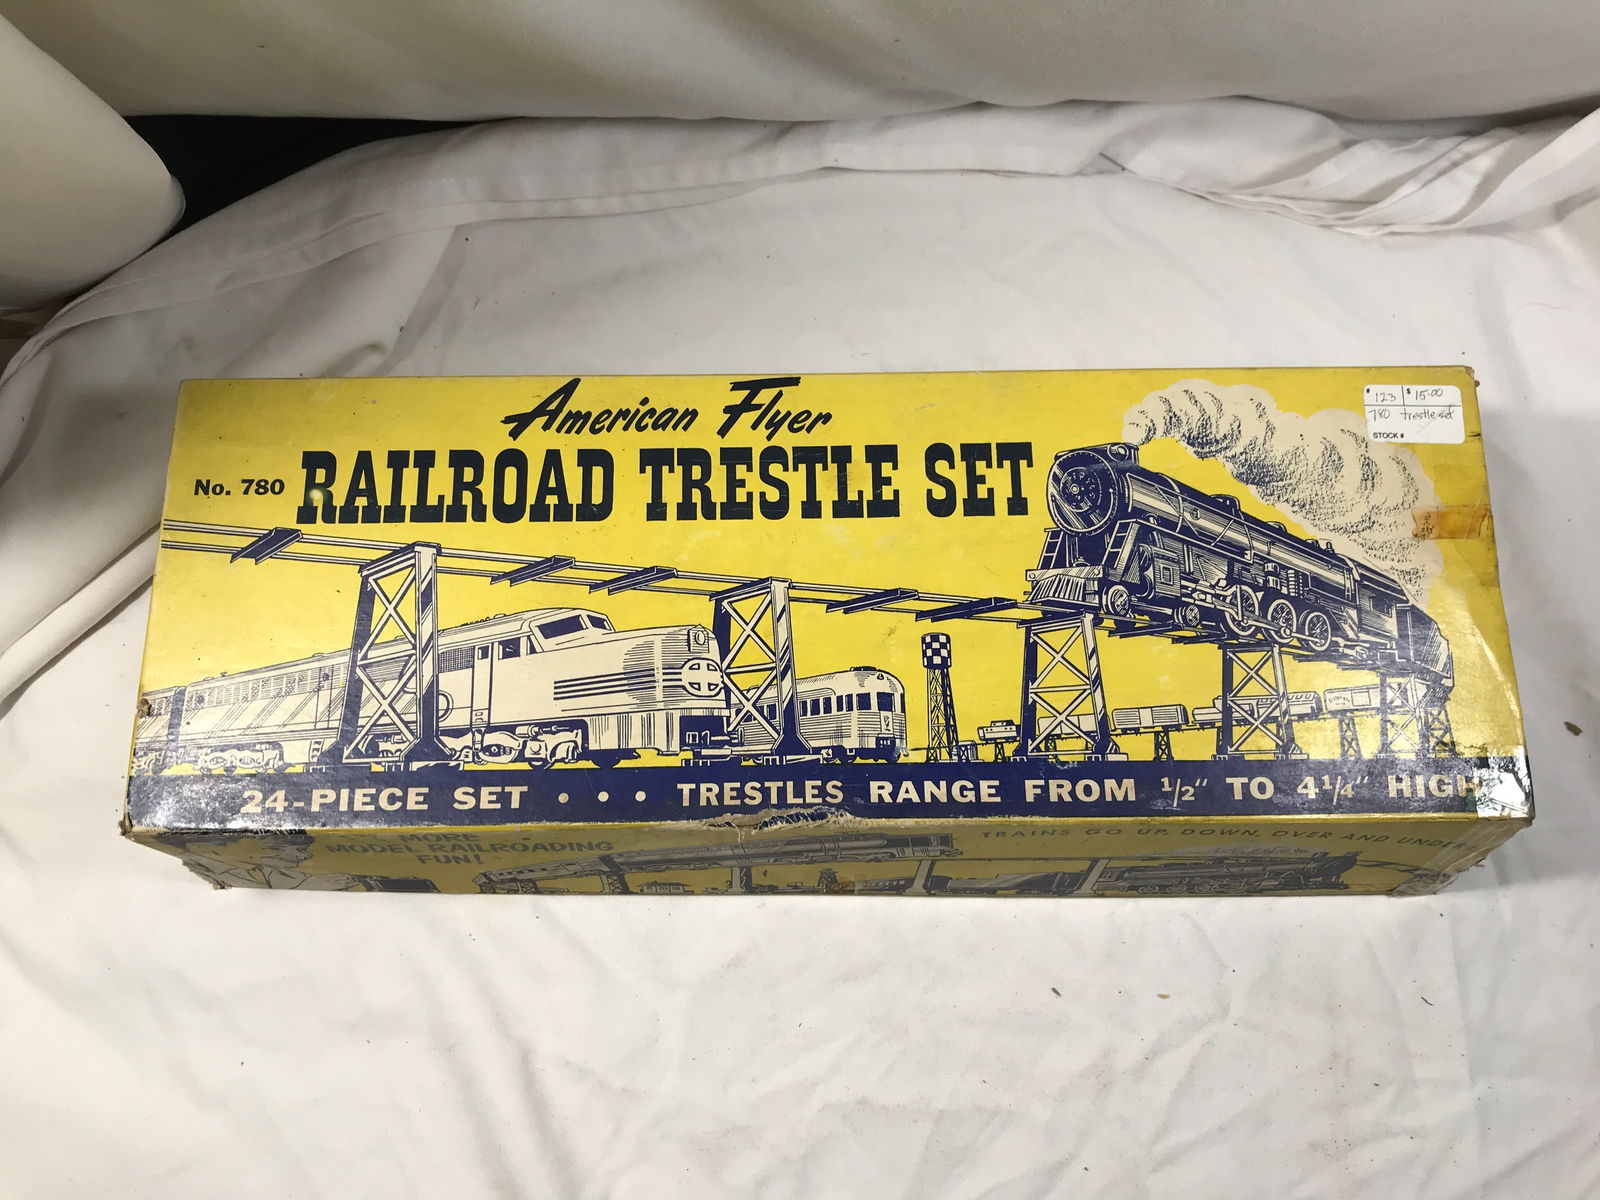 American Flyer
No. 780 RAILROAD TRESTLE SET
# 123 $ 15.00
780 trestle set
STOCK #
24-PIECE SET . . . TRESTLES RANGE FROM 1/2" TO 4 1/4" HIGH
MORE
MODEL RAILROADING
FUN!
TRAINS GO UP, DOWN, OVER AND UNDER